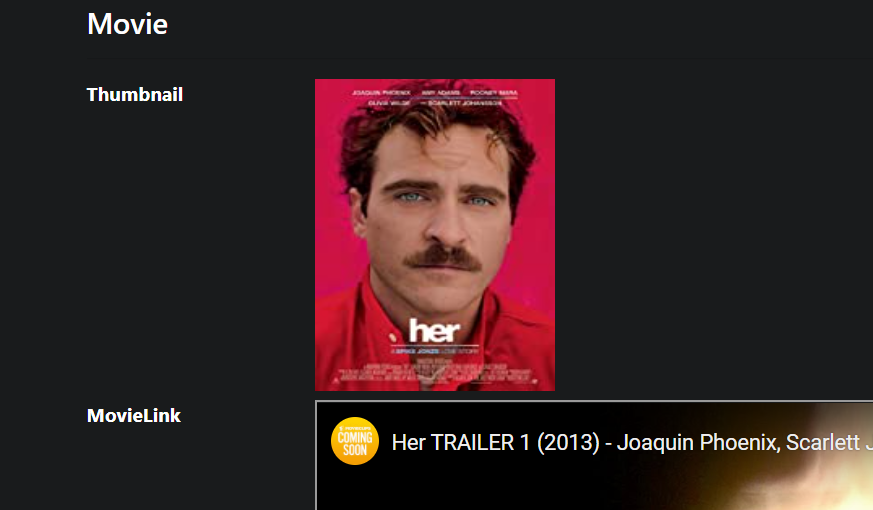 Movie
Thumbnail
JOAQUIN PHOENIX AMY ADAMS ROONEY MARA
OLIVIA WILDE SCARLETT JOHANSSON
her
A SPIKE JONZE LOVE STORY
MovieLink
COMING
SOON
Her TRAILER 1 (2013) - Joaquin Phoenix, Scarlett J